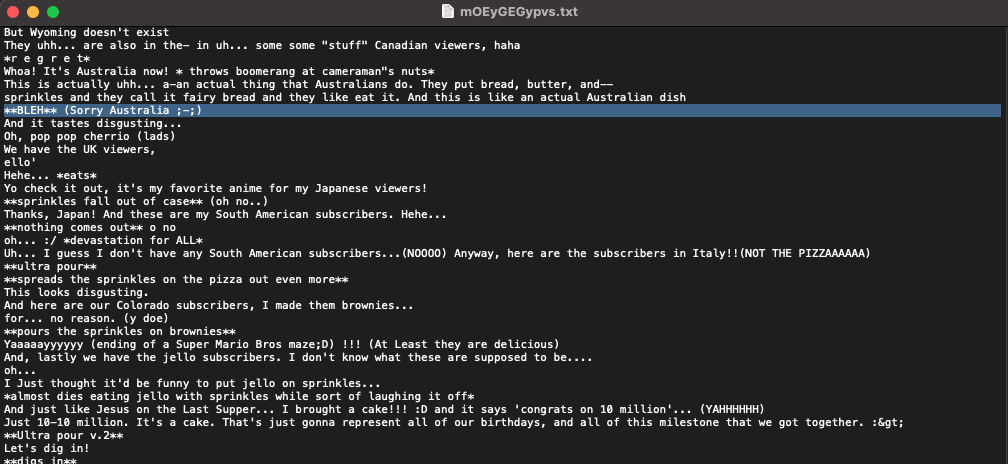 mOEyGEGypvs.txt
But Wyoming doesn't exist
They uhh... are also in the- in uh... some some "stuff" Canadian viewers, haha
*r e g r e t*
Whoa! It's Australia now! * throws boomerang at cameraman"s nuts*
This is actually uhh... a—an actual thing that Australians do. They put bread, butter, and——
sprinkles and they call it fairy bread and they like eat it. And this is like an actual Australian dish
**BLEH** (Sorry Australia ;-;)
And it tastes disgusting...
Oh, pop pop cherrio (lads)
We have the UK viewers,
ello'
Hehe... *eats*
Yo check it out, it's my favorite anime for my Japanese viewers!
**sprinkles fall out of case** (oh no..)
Thanks, Japan! And these are my South American subscribers. Hehe...
**nothing comes out** o no
oh... :/ *devastation for ALL*
Uh... I guess I don't have any South American subscribers...(NOOOO) Anyway, here are the subscribers in Italy!!(NOT THE PIZZAAAAAA)
**ultra pour**
**spreads the sprinkles on the pizza out even more**
This looks disgusting.
And here are our Colorado subscribers, I made them brownies...
for... no reason. (y doe)
**pours the sprinkles on brownies**
Yaaaaayyyyyy (ending of a Super Mario Bros maze;D) !!! (At Least they are delicious)
And, lastly we have the jello subscribers. I don't know what these are supposed to be....
oh...
I Just thought it'd be funny to put jello on sprinkles...
*almost dies eating jello with sprinkles while sort of laughing it off*
And just like Jesus on the Last Supper... I brought a cake!!! :D and it says 'congrats on 10 million'... (YAHHHHHH)
Just 10-10 million. It's a cake. That's just gonna represent all of our birthdays, and all of this milestone that we got together. :&gt;
**Ultra pour v.2**
Let's dig in!
**digs in**